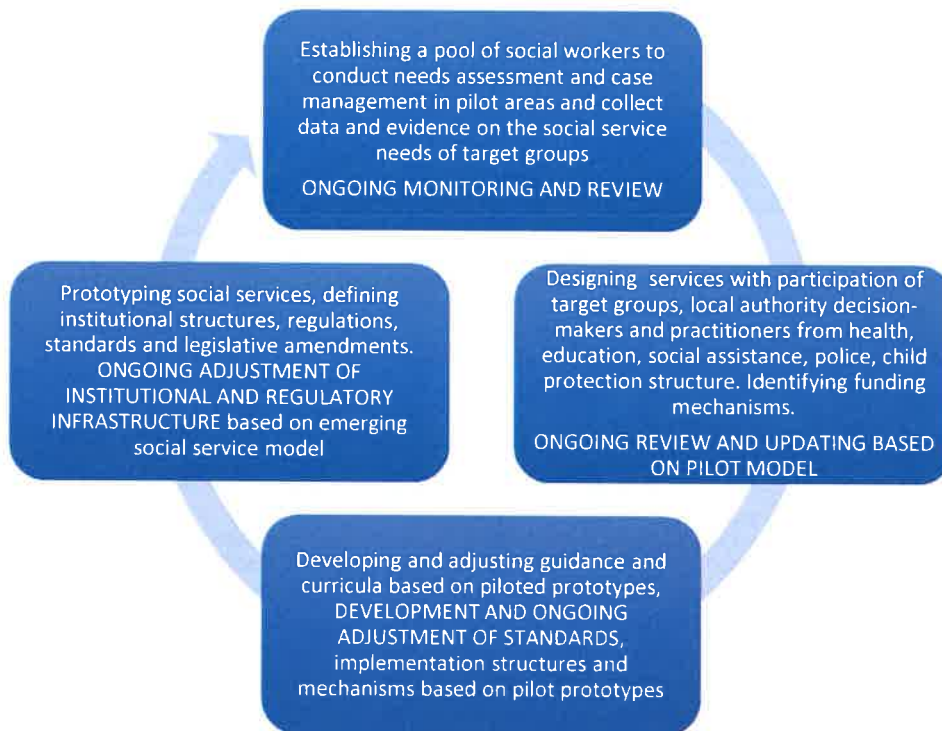 Establishing a pool of social workers to
conduct needs assessment and case
management in pilot areas and collect
data and evidence on the social service
needs of target groups
ONGOING MONITORING AND REVIEW
Designing services with participation of
target groups, local authority decision-
makers and practitioners from health,
education, social assistance, police, child
protection structure. Identifying funding
mechanisms.
ONGOING REVIEW AND UPDATING BASED
ON PILOT MODEL
Developing and adjusting guidance and
curricula based on piloted prototypes,
DEVELOPMENT AND ONGOING
ADJUSTMENT OF STANDARDS,
implementation structures and
mechanisms based on pilot prototypes
Prototyping social services, defining
institutional structures, regulations,
standards and legislative amendments.
ONGOING ADJUSTMENT OF
INSTITUTIONAL AND REGULATORY
INFRASTRUCTURE based on emerging
social service model